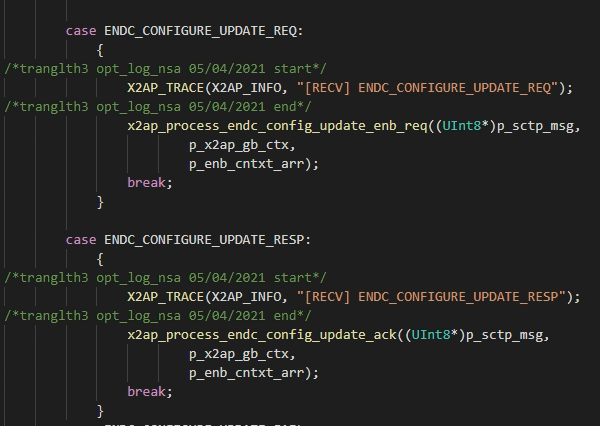 case ENDC_CONFIGURE_UPDATE_REQ:
{
/*tranglth3 opt_log_nsa 05/04/2021 start*/
X2AP_TRACE(X2AP_INFO, "[RECV] ENDC_CONFIGURE_UPDATE_REQ");
/*tranglth3 opt_log_nsa 05/04/2021 end*/
x2ap_process_endc_config_update_enb_req((UInt8*)p_sctp_msg,
p_x2ap_gb_ctx,
p_enb_cntxt_arr);
break;
}
case ENDC_CONFIGURE_UPDATE_RESP:
{
/*tranglth3 opt_log_nsa 05/04/2021 start*/
X2AP_TRACE(X2AP_INFO, "[RECV] ENDC_CONFIGURE_UPDATE_RESP");
/*tranglth3 opt_log_nsa 05/04/2021 end*/
x2ap_process_endc_config_update_ack((UInt8*)p_sctp_msg,
p_x2ap_gb_ctx,
p_enb_cntxt_arr);
break;
}